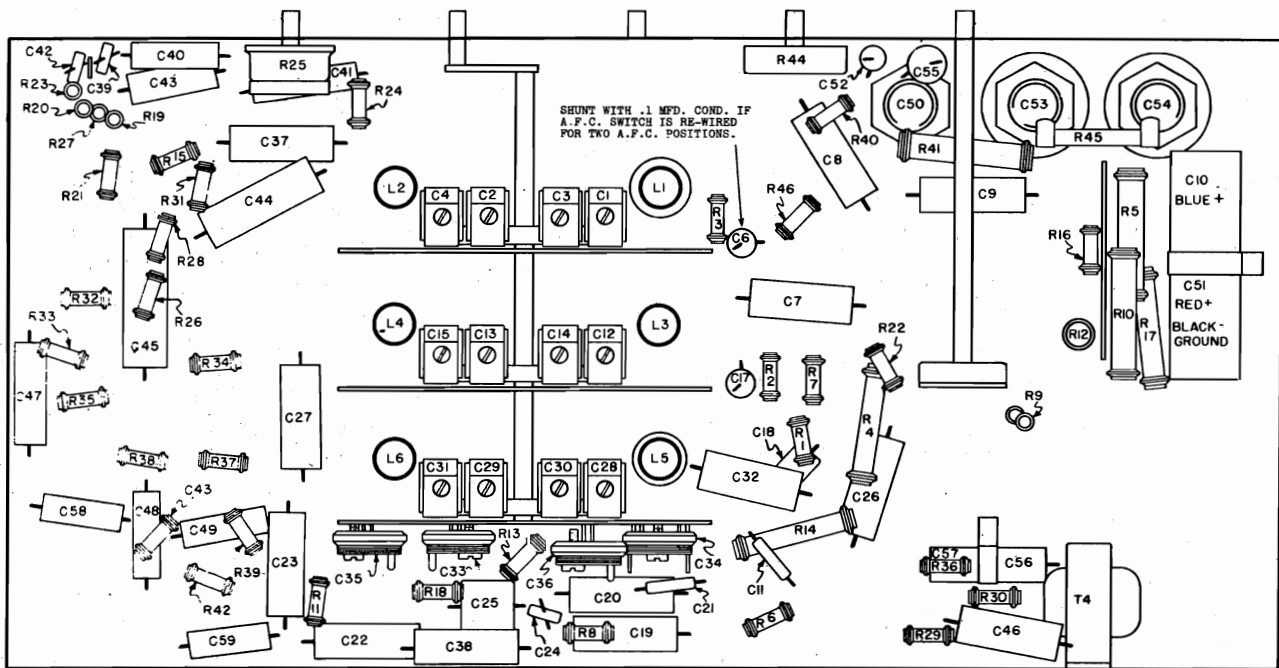 C42
C40
R25
C41
R44
C52
C55
R23
C39
C43
R24
C50
C53
C54
R20
R19
R27
SHUNT WITH .1 MFD. COND. IF
A.F.C. SWITCH IS RE-WIRED
FOR TWO A.F.C. POSITIONS.
R40
R45
C37
C8
R41
R15
R21
R31
C44
L2
C4
C2
C3
C1
L1
R3
R46
C9
R5
C10
BLUE +
C6
R16
R28
R32
R26
C7
C51
RED+
BLACK-
GROUND
R33
C45
L4
C15
C13
C14
C12
L3
R22
R12
R10
R17
R34
C47
R35
C27
C17
R2
R7
R9
R4
R1
C18
R38
R37
L6
C31
C29
C30
C28
L5
C32
C26
C58
C48
C43
C49
R39
C23
R13
R14
C34
C35
C33
C36
C11
C57
R36
C56
R42
R11
R18
C25
C20
C21
R30
T4
C24
R6
C59
C22
C38
R8
C19
R29
C46